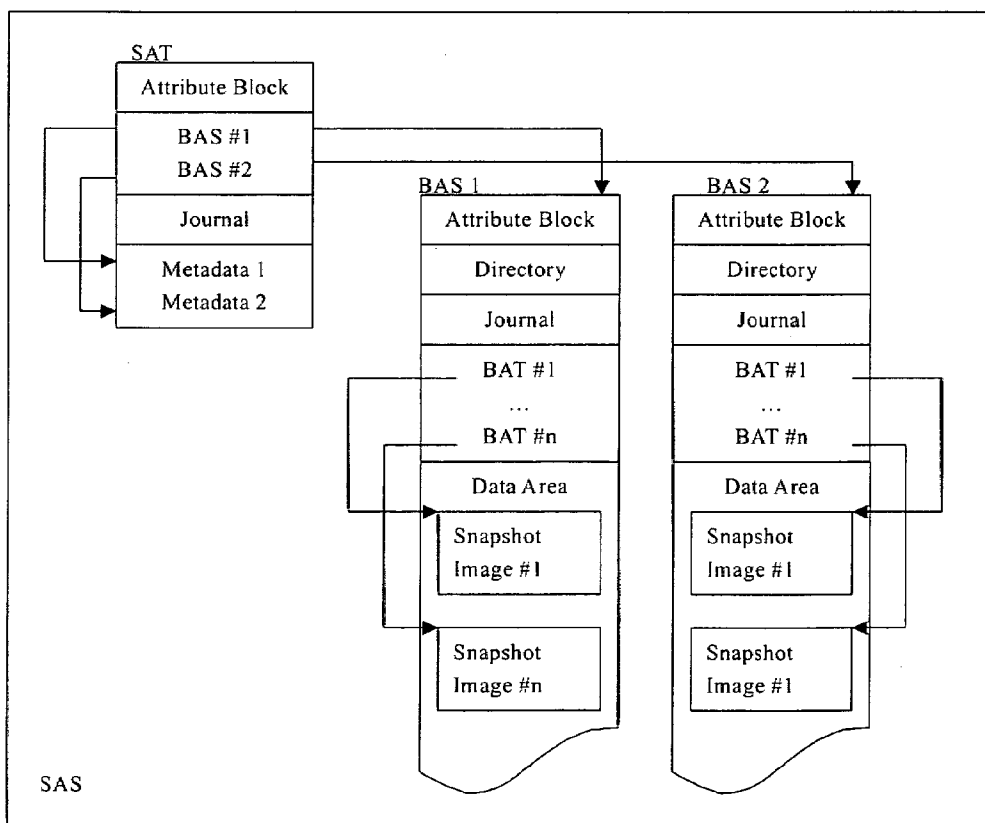 SAT
Attribute Block
BAS #1
BAS #2
Journal
Metadata 1
Metadata 2
BAS 1
Attribute Block
Directory
Journal
BAT #1
...
BAT #n
Data Area
Snapshot
Image #1
Snapshot
Image #n
BAS 2
Attribute Block
Directory
Journal
BAT #1
...
BAT #n
Data Area
Snapshot
Image #1
Snapshot
Image #1
SAS